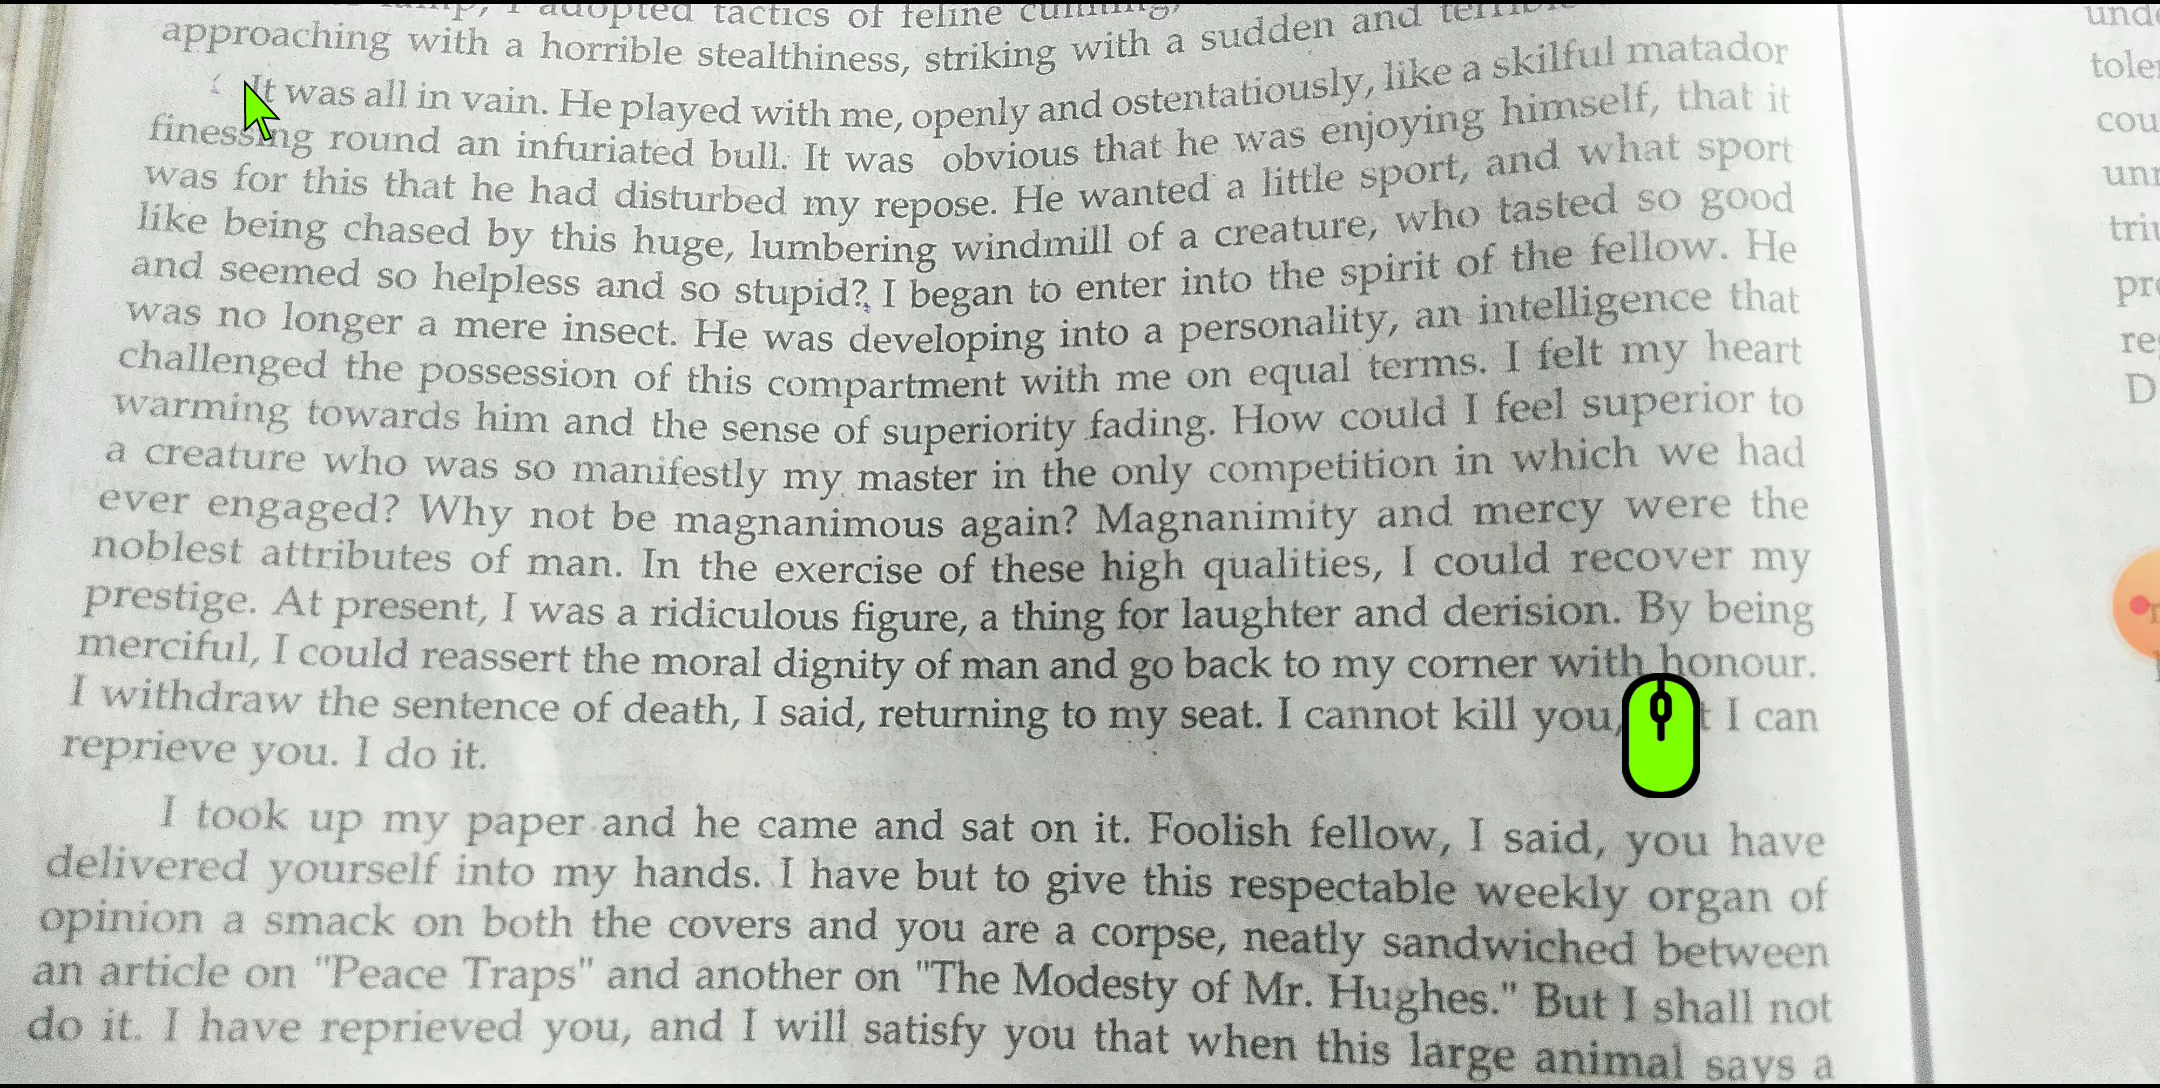 I adopted tactics of feline cunning,
approaching with a horrible stealthiness, striking with a sudden and
It was all in vain. He played with me, openly and ostentatiously, like a skilful matador
finessing round an infuriated bull. It was obvious that he was enjoying himself, that it
was for this that he had disturbed my repose. He wanted a little sport, and what sport
like being chased by this huge, lumbering windmill of a creature, who tasted so good
and seemed so helpless and so stupid? I began to enter into the spirit of the fellow. He
was no longer a mere insect. He was developing into a personality, an intelligence that
challenged the possession of this compartment with me on equal terms. I felt my heart
warming towards him and the sense of superiority fading. How could I feel superior to
a creature who was so manifestly my master in the only competition in which we had
ever engaged? Why not be magnanimous again? Magnanimity and mercy were the
noblest attributes of man. In the exercise of these high qualities, I could recover my
prestige. At present, I was a ridiculous figure, a thing for laughter and derision. By being
merciful, I could reassert the moral dignity of man and go back to my corner with honour.
I withdraw the sentence of death, I said, returning to my seat. I cannot kill you, I can
reprieve you. I do it.
I took up my paper and he came and sat on it. Foolish fellow, I said, you have
delivered yourself into my hands. I have but to give this respectable weekly organ of
opinion a smack on both the covers and you are a corpse, neatly sandwiched between
an article on "Peace Traps" and another on "The Modesty of Mr. Hughes." But I shall not
do it. I have reprieved you, and I will satisfy you that when this large animal says a